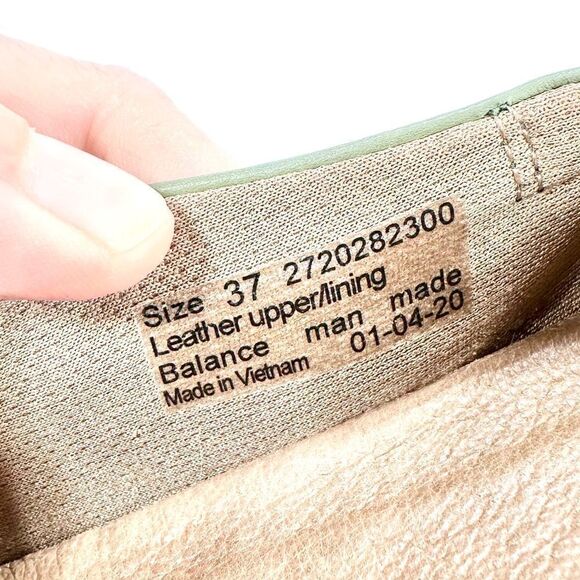 Size 37 2720282300
Leather upper/lining
Balance man made
Made in Vietnam 01-04-20